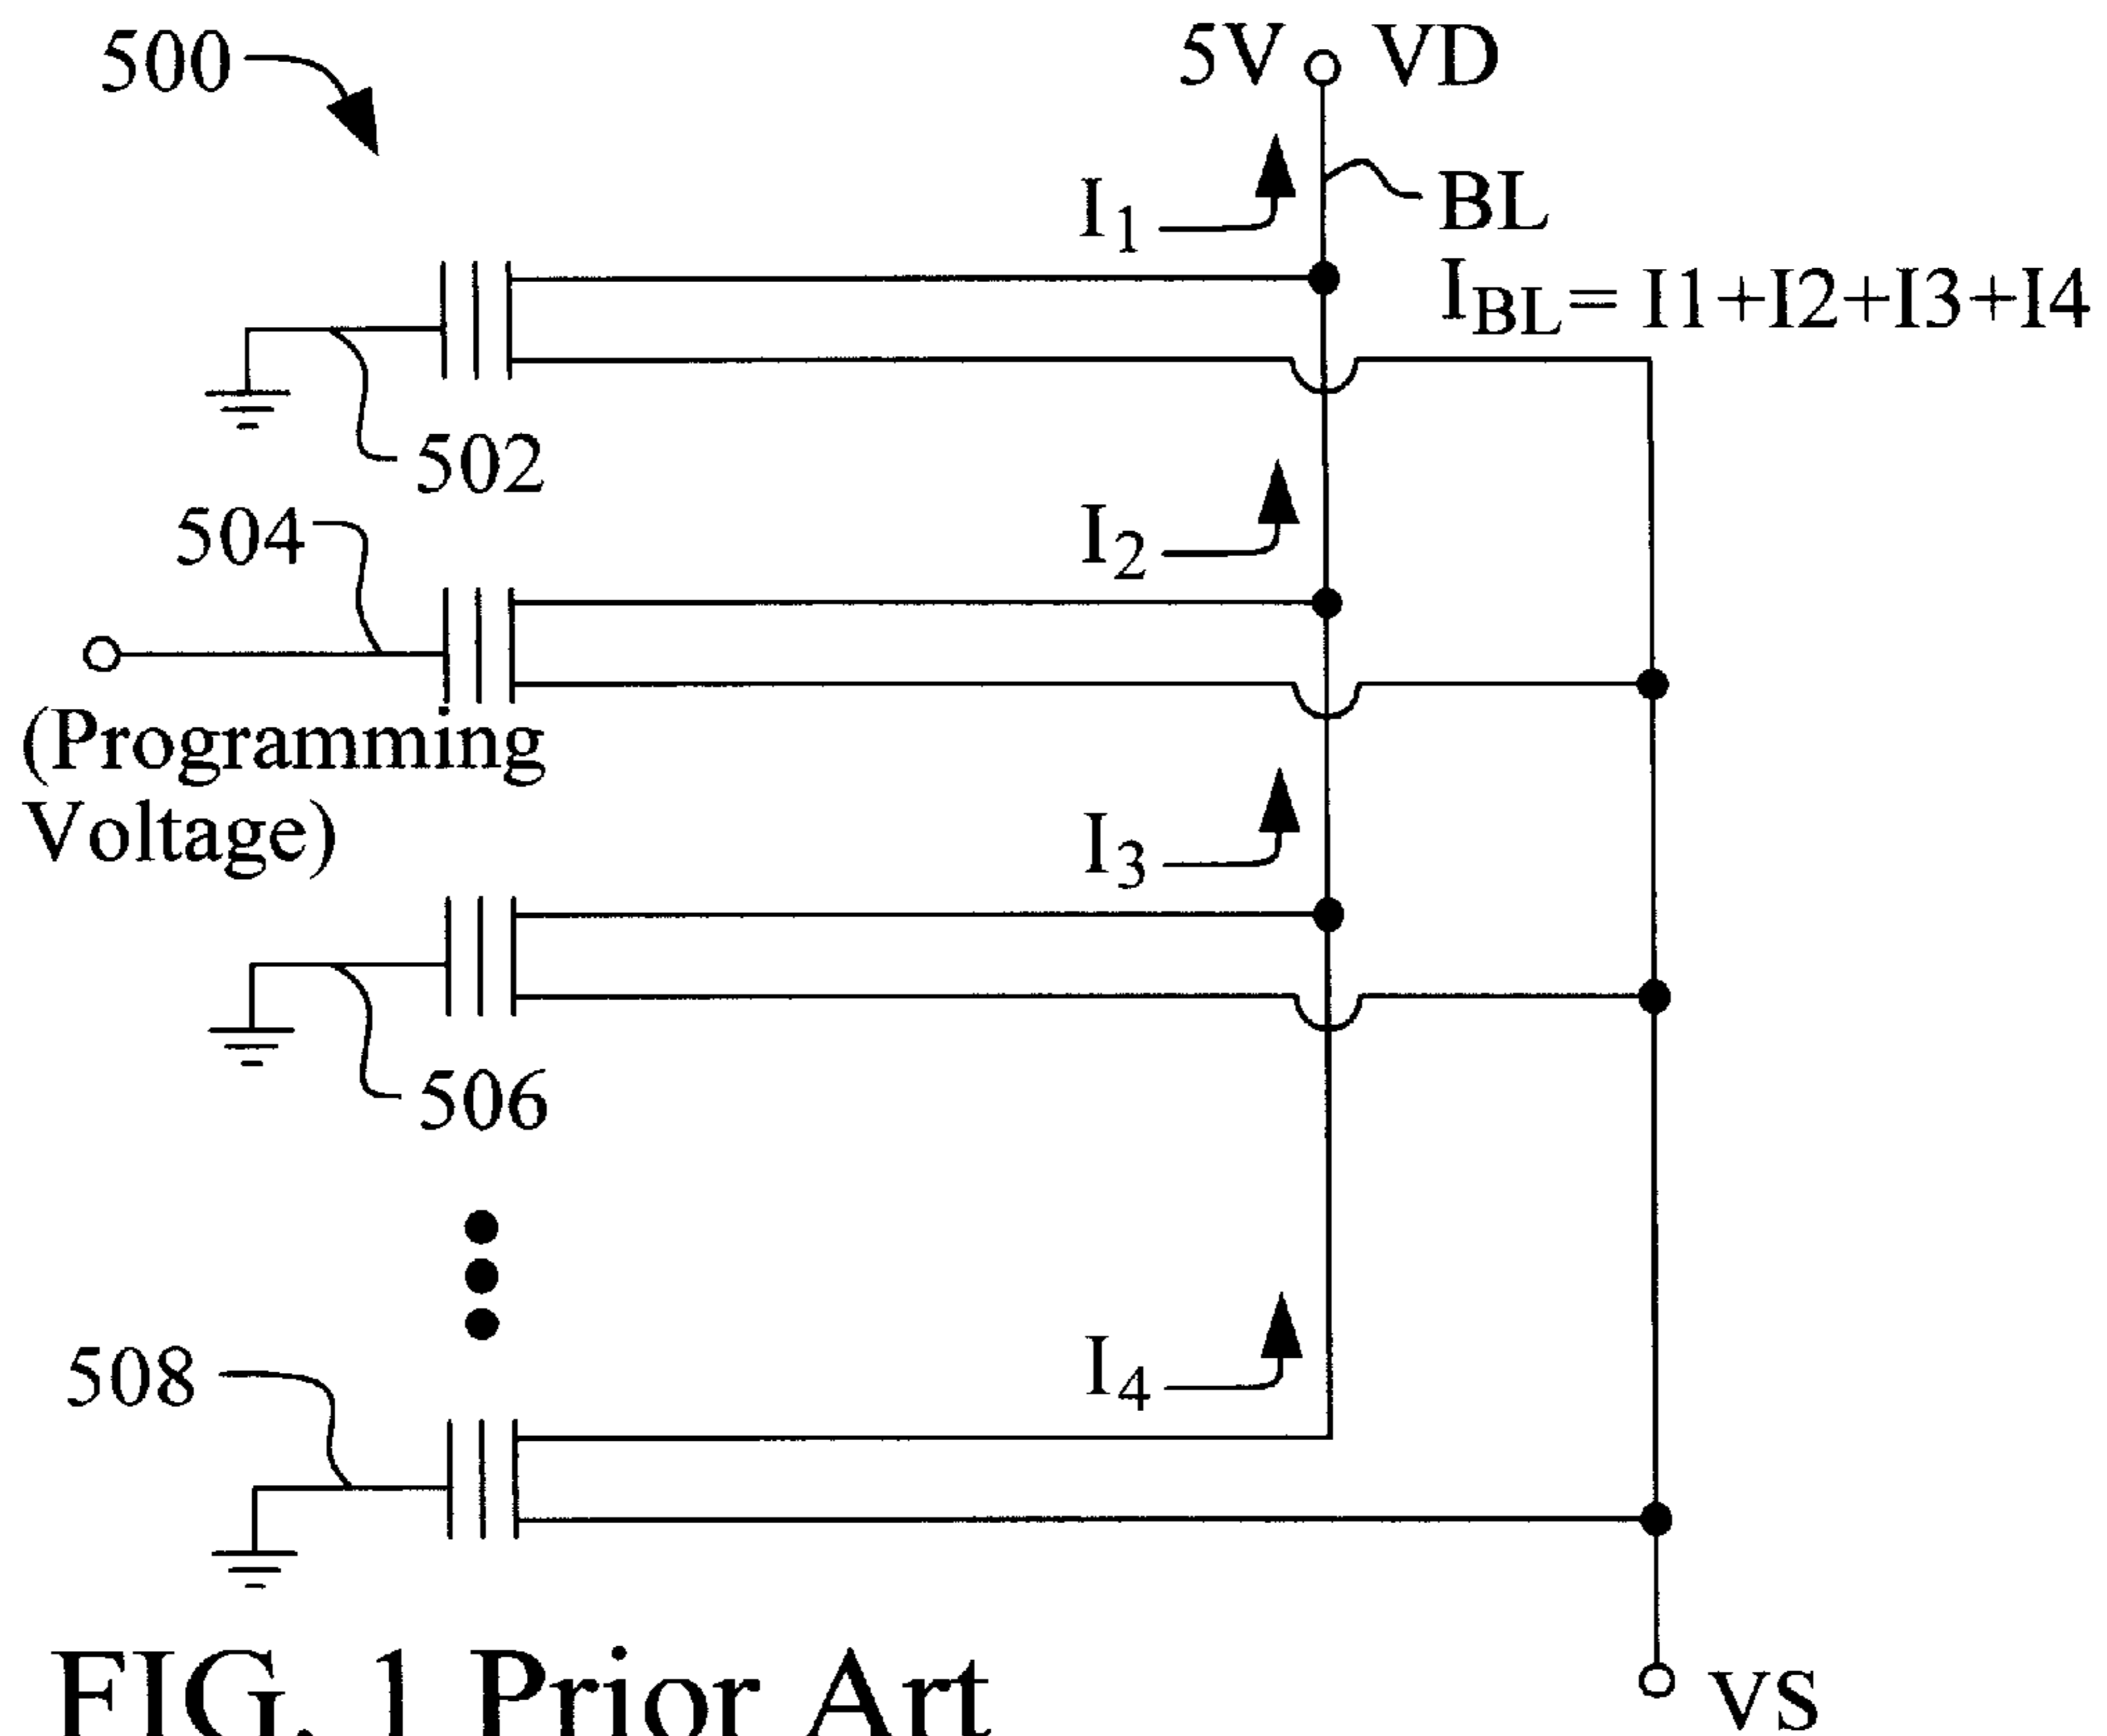 500
5V VD
I1
BL
IBL= I1+I2+I3+I4
502
504
I2
(Programming
Voltage)
I3
506
508
I4
FIG. 1 Prior Art
VS